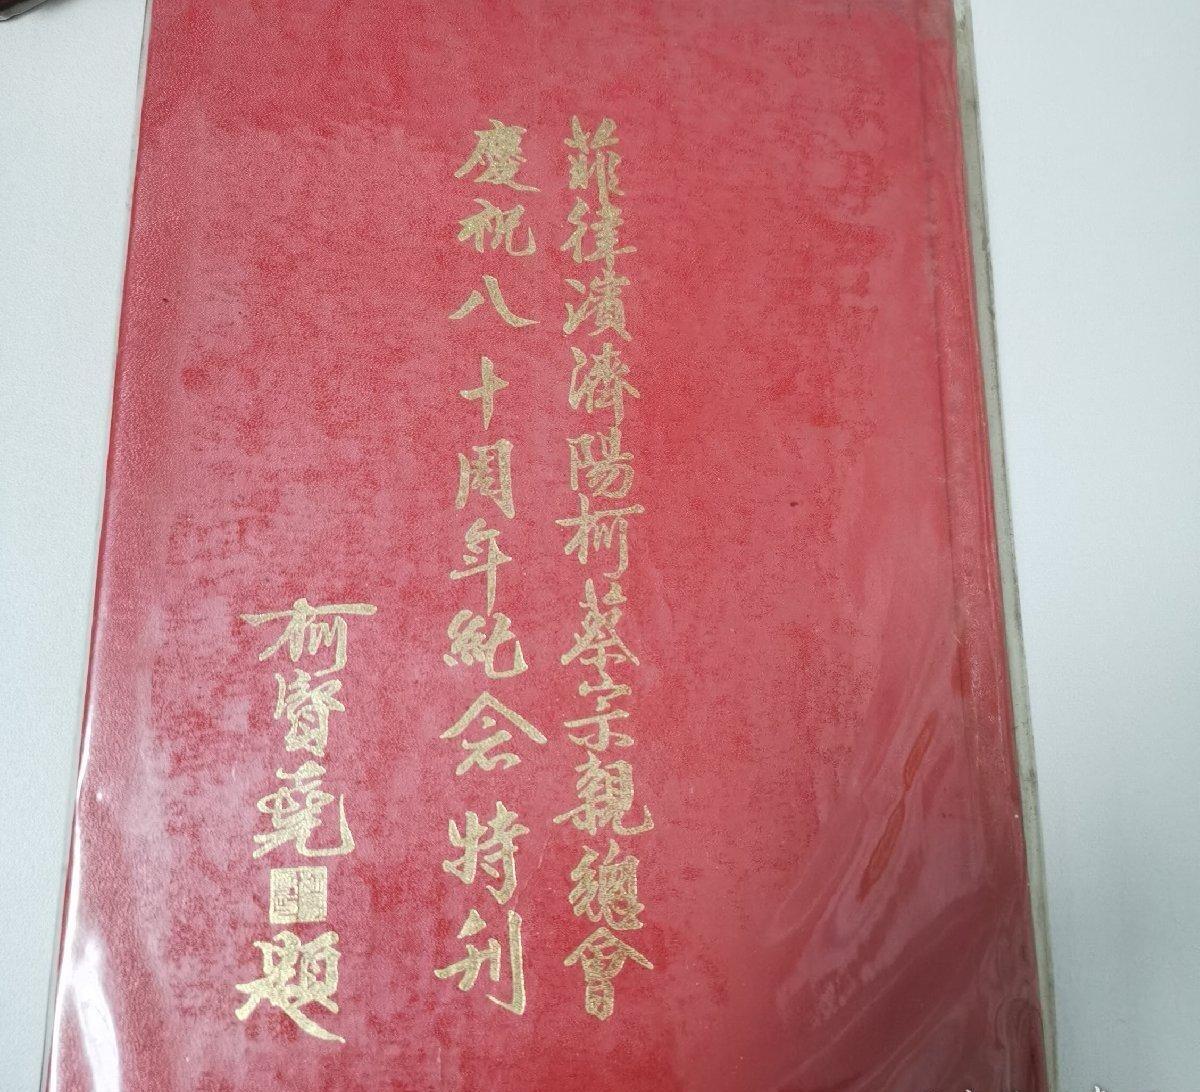 菲律濱濟陽柯蔡宗親總會
慶祝八十周年紀念特刊
柯賢堯題